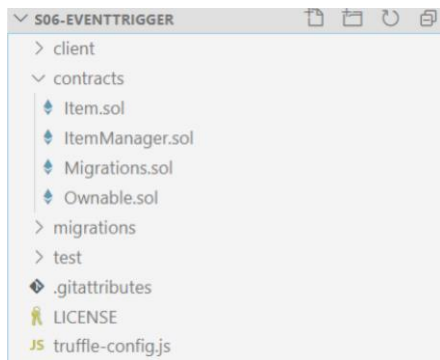 S06-EVENTTRIGGER
client
contracts
Item.sol
ItemManager.sol
Migrations.sol
Ownable.sol
migrations
test
.gitattributes
LICENSE
JS truffle-config.js